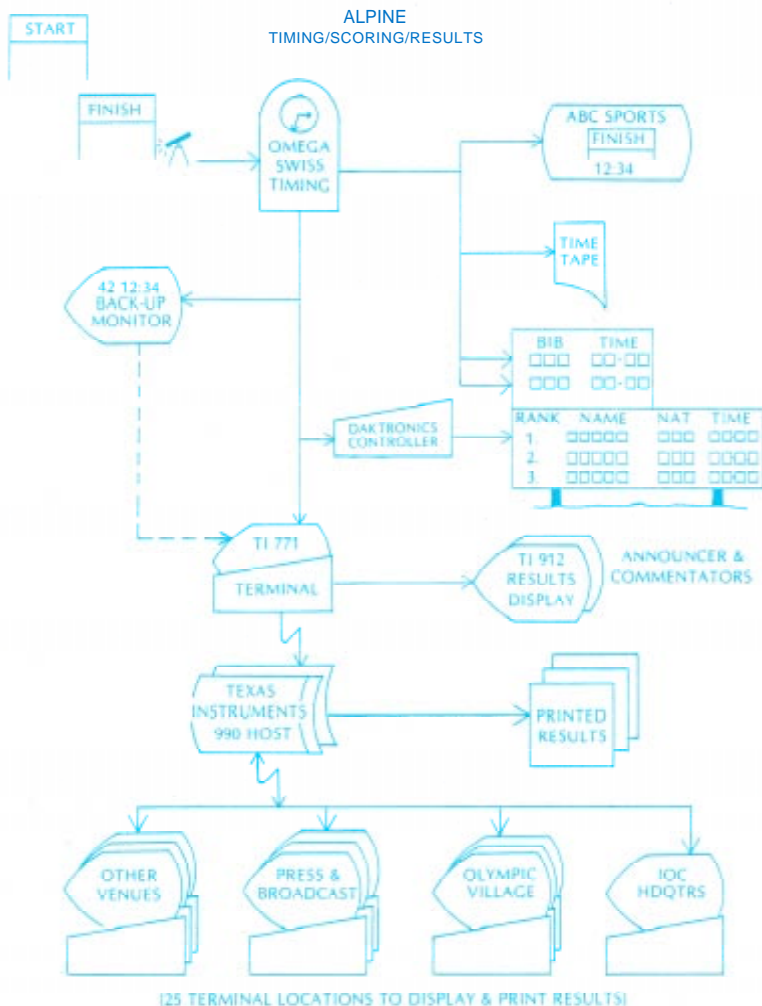 ALPINE
TIMING/SCORING/RESULTS
START
FINISH
OMEGA
SWISS
TIMING
ABC SPORTS
FINISH
12:34
TIME
TAPE
42 12:34
BACK-UP
MONITOR
BIB TIME
DAKTRONICS
CONTROLLER
RANK NAME NAT TIME
1.
2.
3.
TI 771
TERMINAL
TI 912
RESULTS
DISPLAY
ANNOUNCER &
COMMENTATORS
TEXAS
INSTRUMENTS
990 HOST
PRINTED
RESULTS
OTHER
VENUES
PRESS &
BROADCAST
OLYMPIC
VILLAGE
IOC
HDQTRS
[25 TERMINAL LOCATIONS TO DISPLAY & PRINT RESULTS]